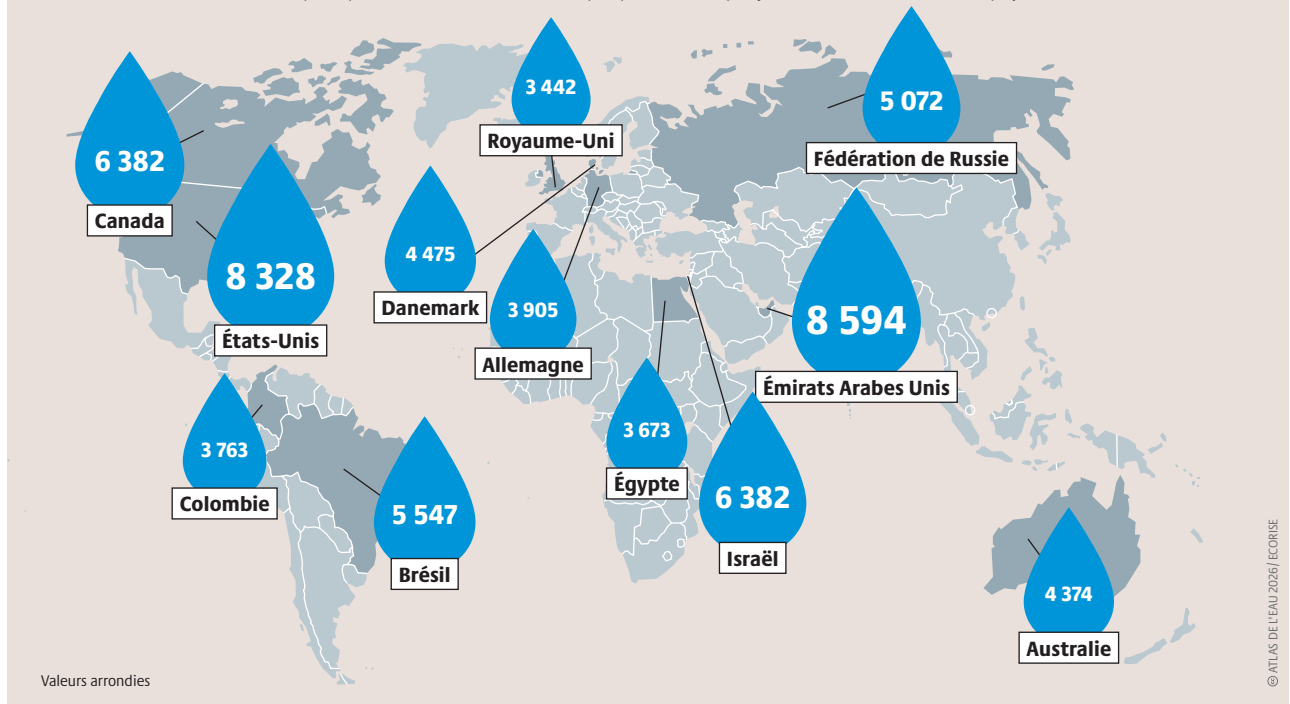 3 442
Royaume-Uni
5 072
Fédération de Russie
6 382
Canada
8 328
États-Unis
4 475
Danemark
3 905
Allemagne
8 594
Émirats Arabes Unis
3 763
Colombie
5 547
Brésil
3 673
Égypte
6 382
Israël
4 374
Australie
Valeurs arrondies
© ATLAS DE L'EAU 2026/ ECORISE